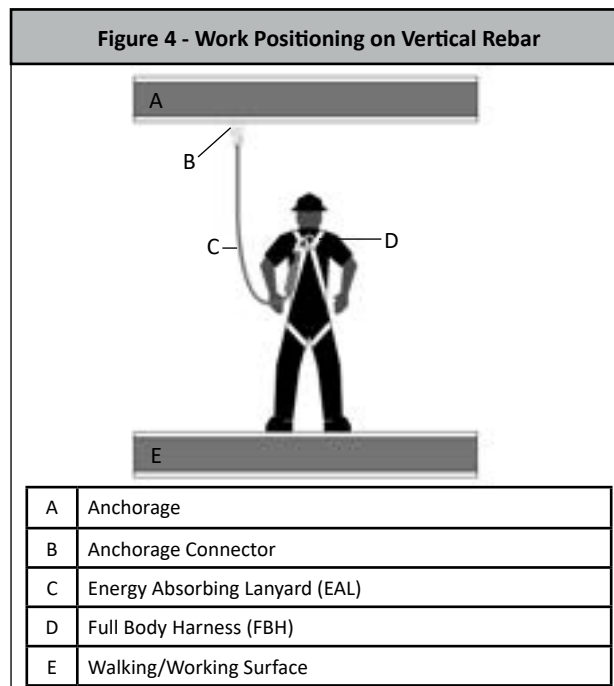 Figure 4 - Work Positioning on Vertical Rebar
A
B
C
D
E
A Anchorage
B Anchorage Connector
C Energy Absorbing Lanyard (EAL)
D Full Body Harness (FBH)
E Walking/Working Surface